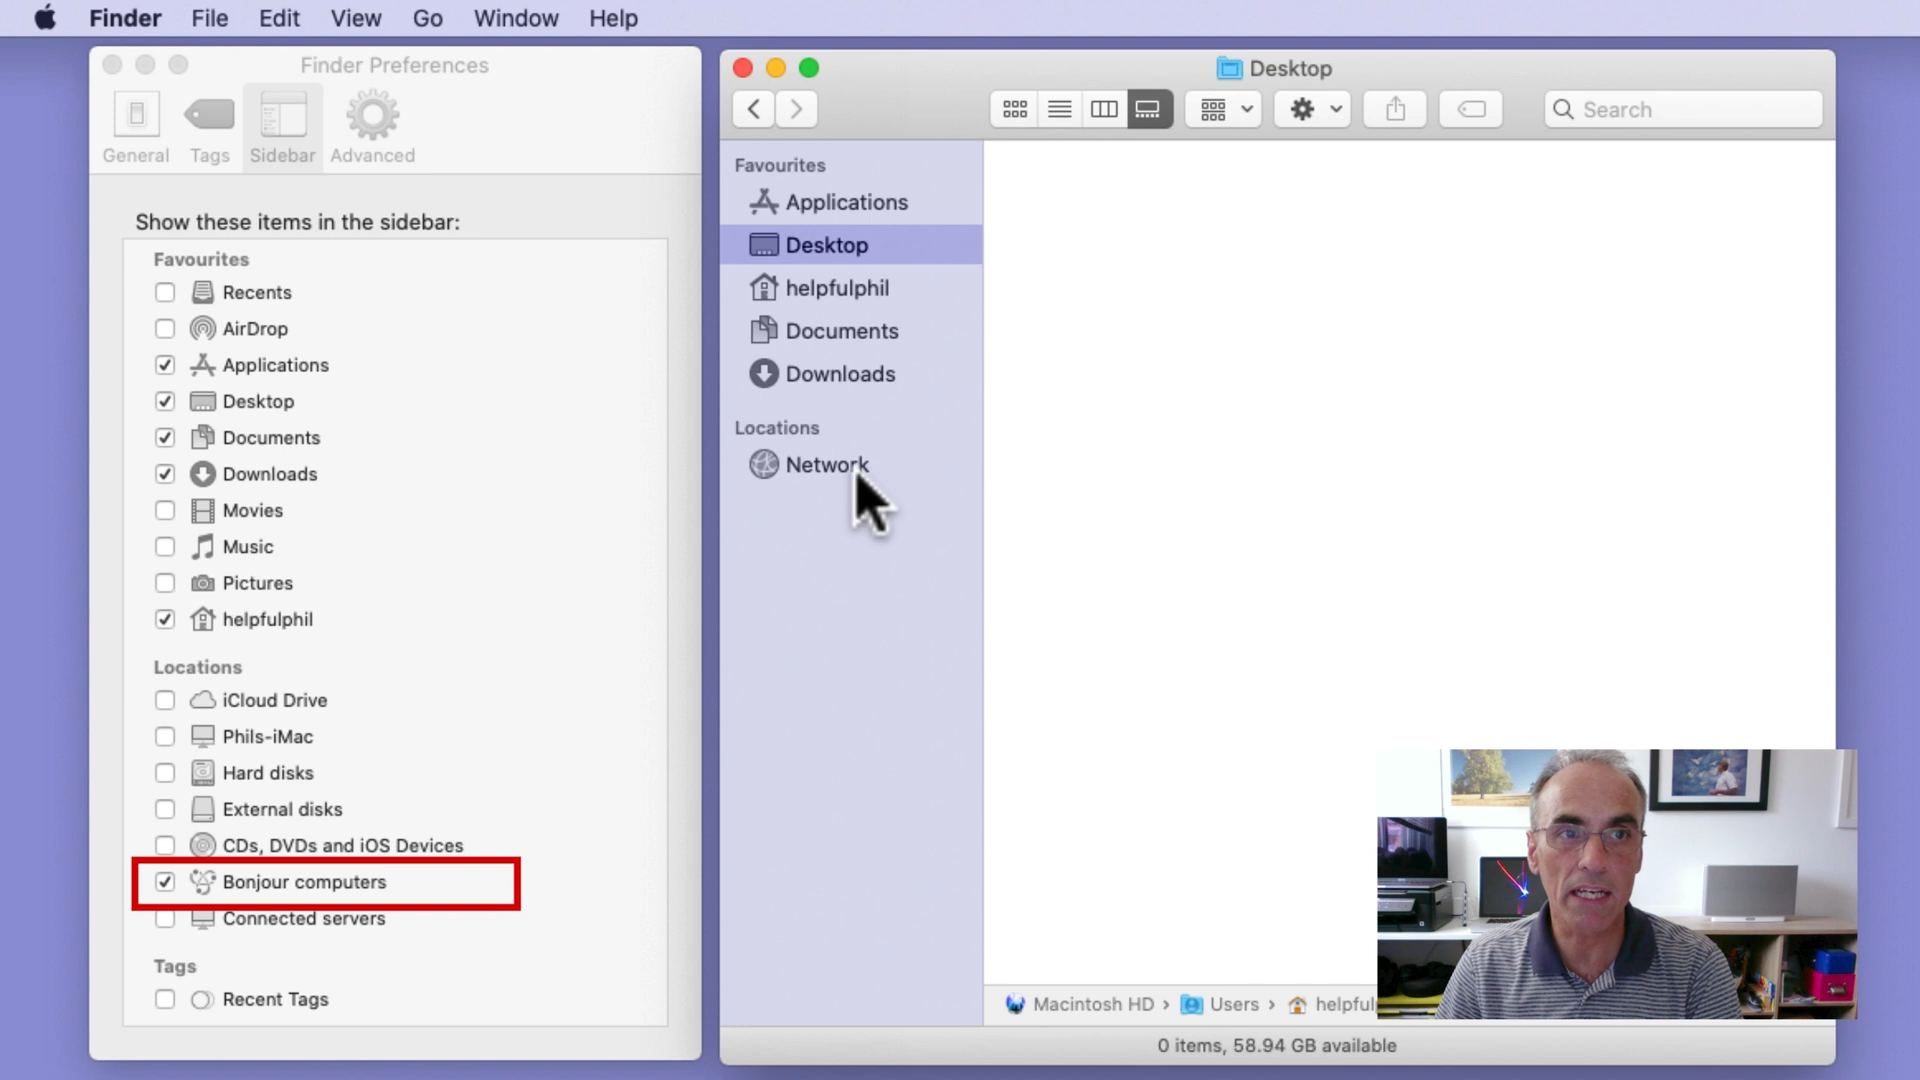 Finder File Edit View Go Window Help
Finder Preferences
General Tags Sidebar Advanced
Show these items in the sidebar:
Favourites
Recents
AirDrop
Applications
Desktop
Documents
Downloads
Movies
Music
Pictures
helpfulphil
Locations
iCloud Drive
Phils-iMac
Hard disks
External disks
CDs, DVDs and iOS Devices
Bonjour computers
Connected servers
Tags
Recent Tags
Desktop
Search
Favourites
Applications
Desktop
helpfulphil
Documents
Downloads
Locations
Network
Macintosh HD › Users › helpful
0 items, 58.94 GB available